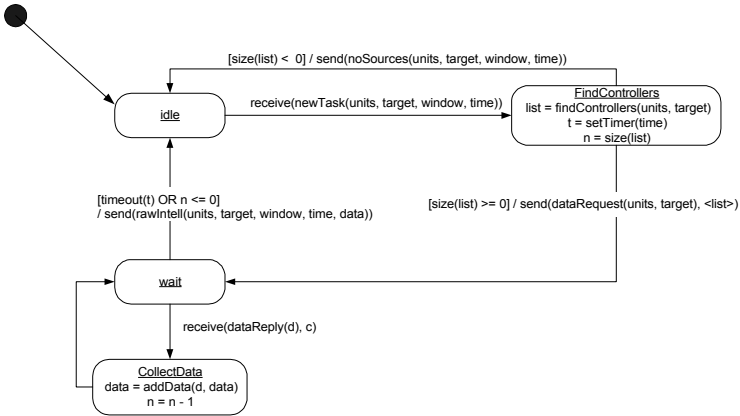 [size(list) < 0] / send(noSources(units, target, window, time))
idle
receive(newTask(units, target, window, time))
FindControllers
list = findControllers(units, target)
t = setTimer(time)
n = size(list)
[timeout(t) OR n <= 0]
/ send(rawIntell(units, target, window, time, data))
[size(list) >= 0] / send(dataRequest(units, target), <list>)
wait
receive(dataReply(d), c)
CollectData
data = addData(d, data)
n = n - 1